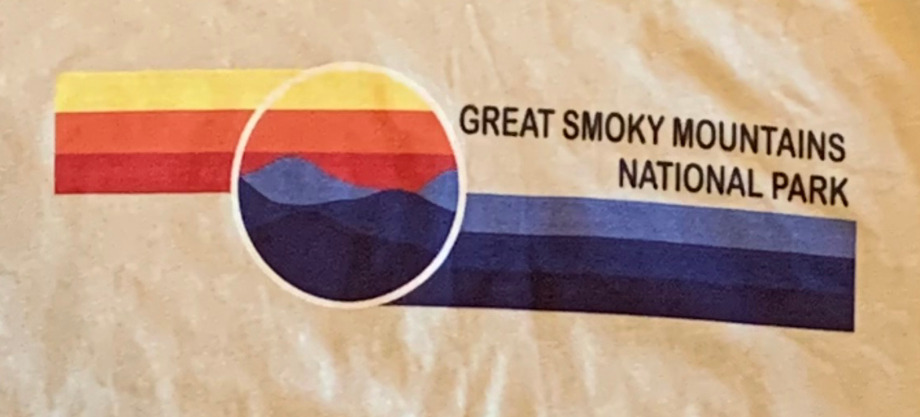 GREAT SMOKY MOUNTAINS
NATIONAL PARK